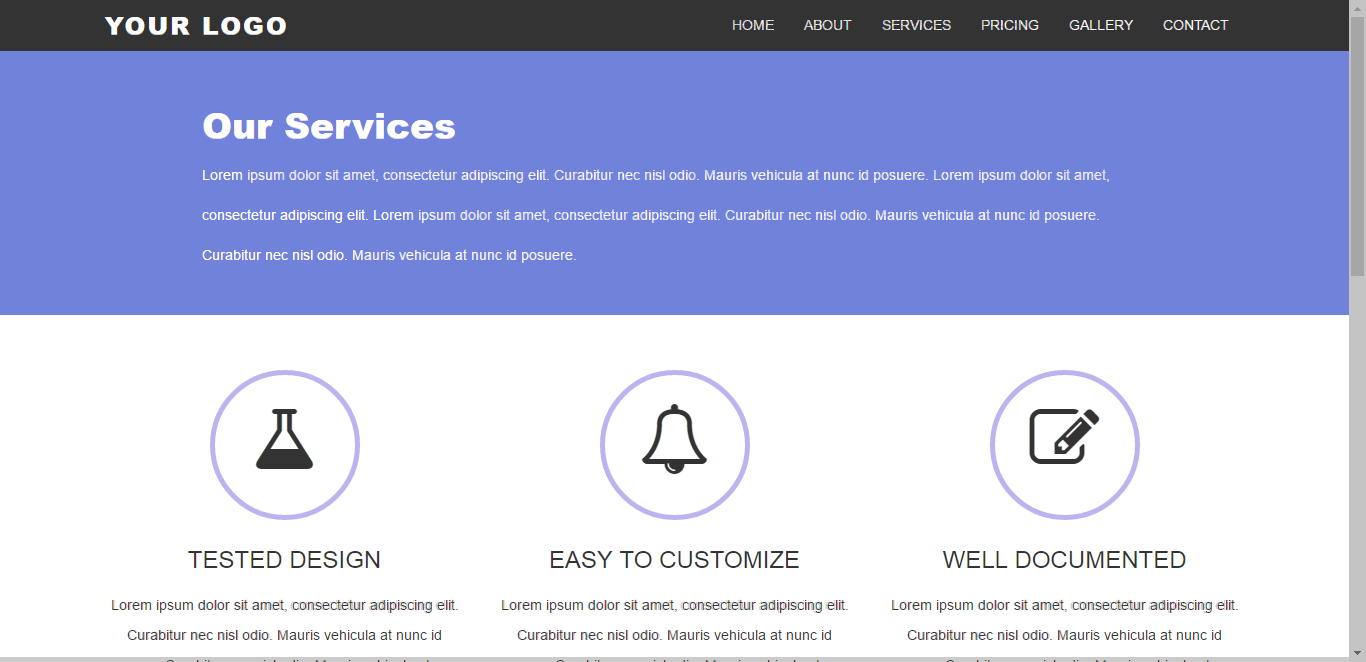 YOUR LOGO
HOME ABOUT SERVICES PRICING GALLERY CONTACT
Our Services
Lorem ipsum dolor sit amet, consectetur adipiscing elit. Curabitur nec nisl odio. Mauris vehicula at nunc id posuere. Lorem ipsum dolor sit amet,
consectetur adipiscing elit. Lorem ipsum dolor sit amet, consectetur adipiscing elit. Curabitur nec nisl odio. Mauris vehicula at nunc id posuere.
Curabitur nec nisl odio. Mauris vehicula at nunc id posuere.
TESTED DESIGN
Lorem ipsum dolor sit amet, consectetur adipiscing elit.
Curabitur nec nisl odio. Mauris vehicula at nunc id
EASY TO CUSTOMIZE
Lorem ipsum dolor sit amet, consectetur adipiscing elit.
Curabitur nec nisl odio. Mauris vehicula at nunc id
WELL DOCUMENTED
Lorem ipsum dolor sit amet, consectetur adipiscing elit.
Curabitur nec nisl odio. Mauris vehicula at nunc id